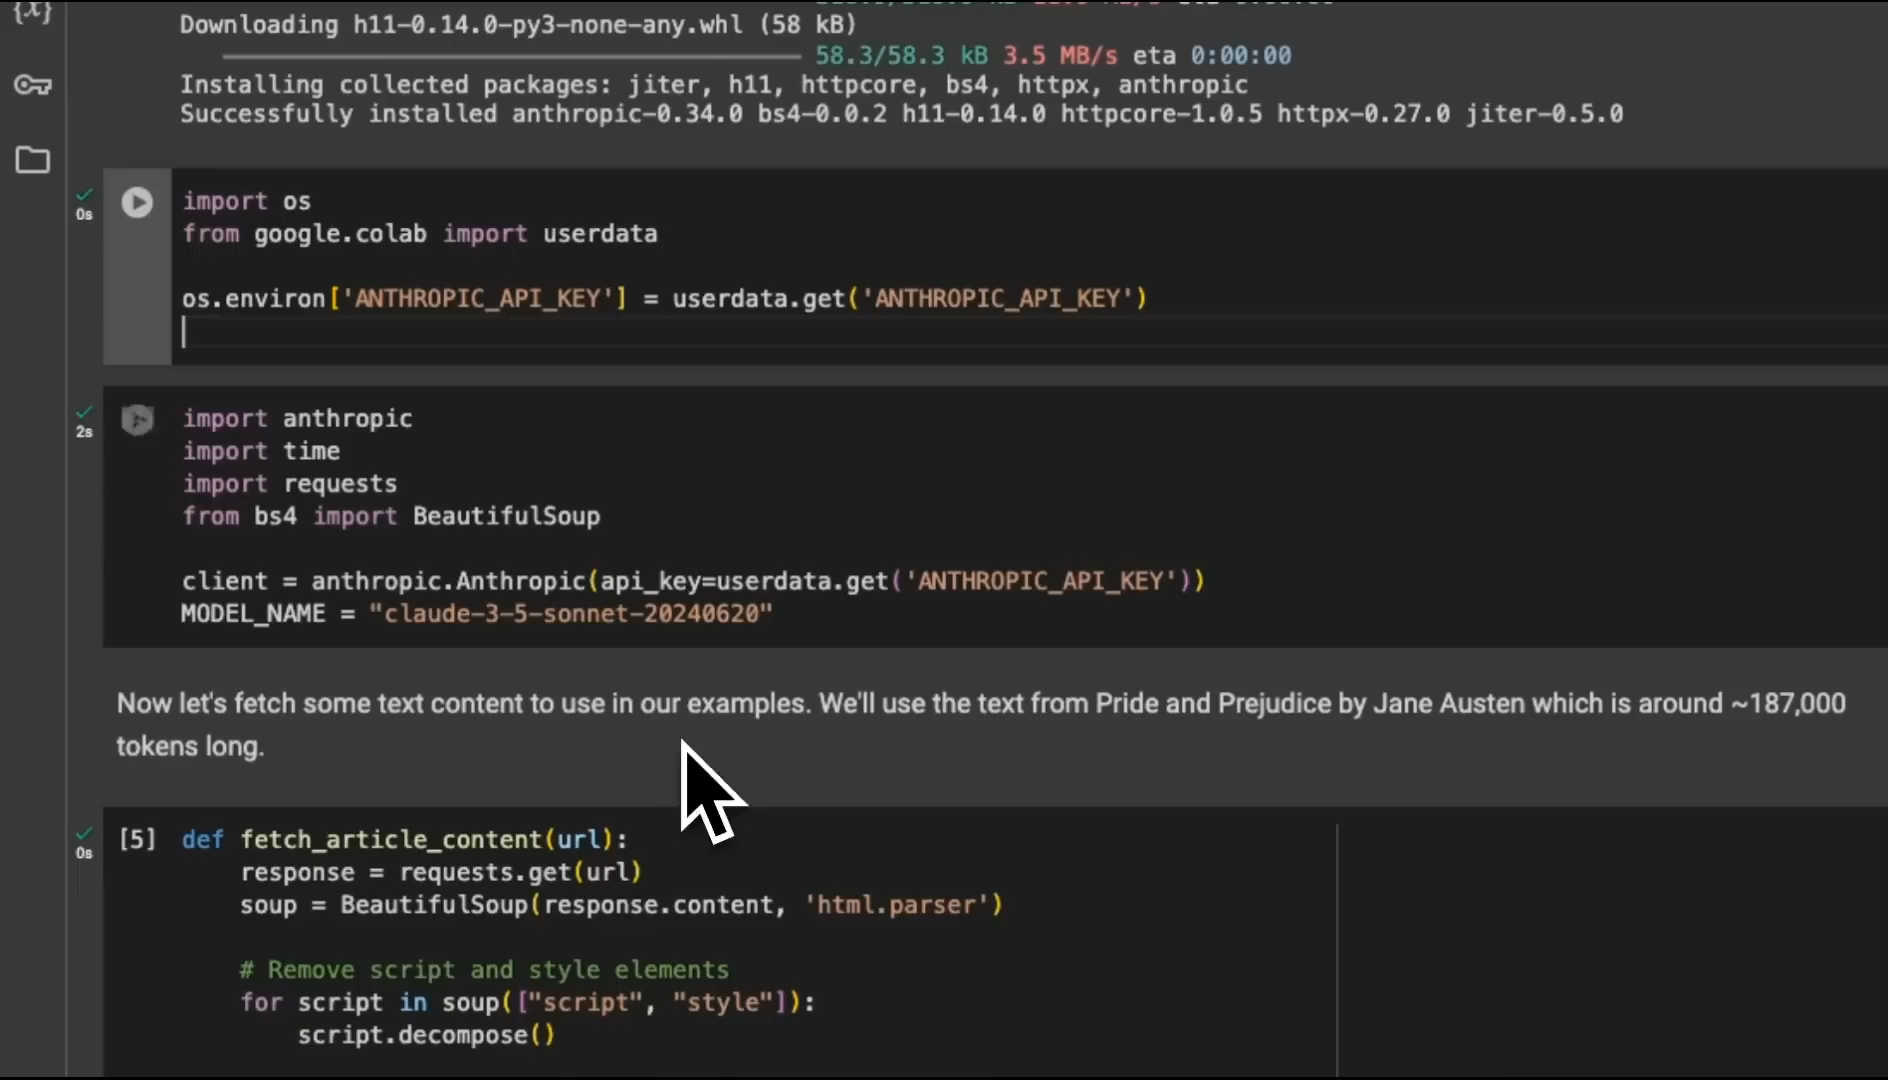 {x}
Downloading h11-0.14.0-py3-none-any.whl (58 kB)
58.3/58.3 kB 3.5 MB/s eta 0:00:00
Installing collected packages: jiter, h11, httpcore, bs4, httpx, anthropic
Successfully installed anthropic-0.34.0 bs4-0.0.2 h11-0.14.0 httpcore-1.0.5 httpx-0.27.0 jiter-0.5.0
0s
import os
from google.colab import userdata
os.environ['ANTHROPIC_API_KEY'] = userdata.get('ANTHROPIC_API_KEY')
2s
import anthropic
import time
import requests
from bs4 import BeautifulSoup
client = anthropic.Anthropic(api_key=userdata.get('ANTHROPIC_API_KEY'))
MODEL_NAME = "claude-3-5-sonnet-20240620"
Now let's fetch some text content to use in our examples. We'll use the text from Pride and Prejudice by Jane Austen which is around ~187,000
tokens long.
0s
[5] def fetch_article_content(url):
response = requests.get(url)
soup = BeautifulSoup(response.content, 'html.parser')
# Remove script and style elements
for script in soup(["script", "style"]):
script.decompose()